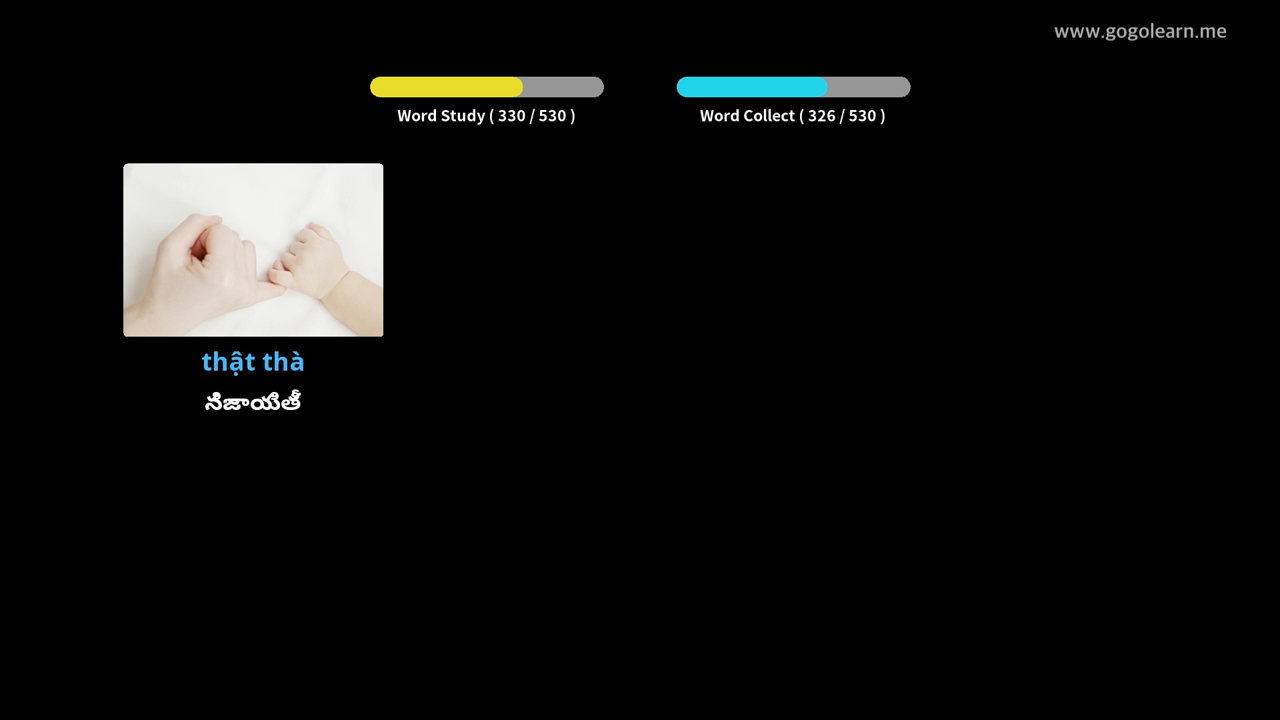 www.gogolearn.me
Word Study ( 330 / 530 )
Word Collect ( 326 / 530 )
thật thà
నిజాయితీ